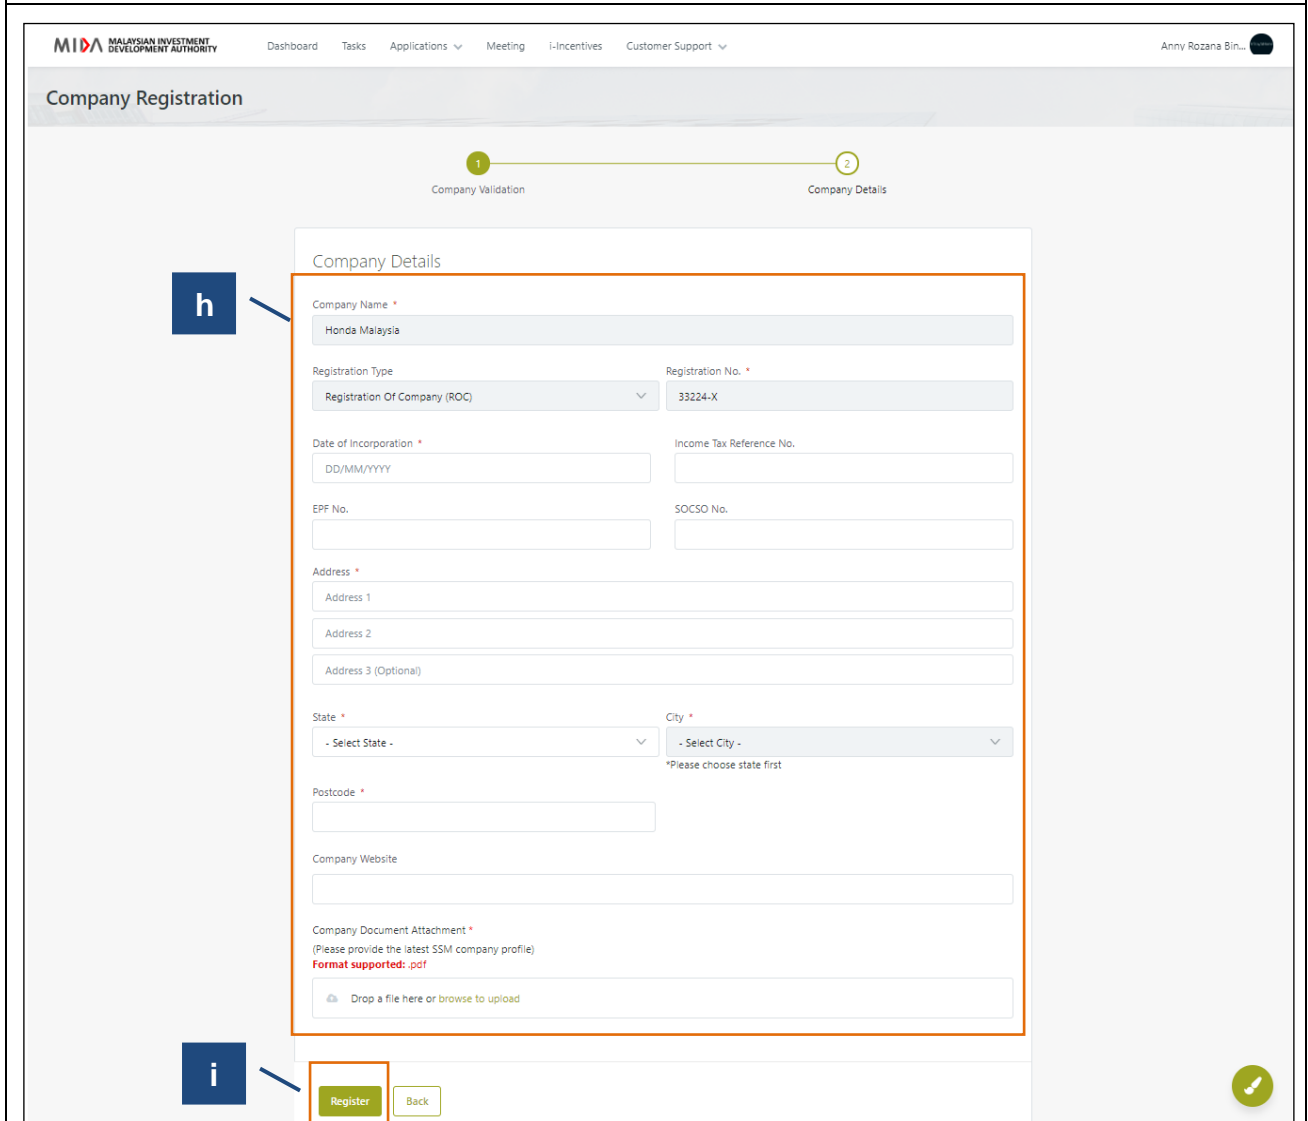 MIDA MALAYSIAN INVESTMENT DEVELOPMENT AUTHORITY
Dashboard Tasks Applications Meeting i-Incentives Customer Support Anny Rozana Bin...
Company Registration
1 2
Company Validation Company Details
Company Details
h
Company Name *
Honda Malaysia
Registration Type Registration No. *
Registration Of Company (ROC) 33224-X
Date of Incorporation * Income Tax Reference No.
DD/MM/YYYY
EPF No. SOCSO No.
Address *
Address 1
Address 2
Address 3 (Optional)
State * City *
- Select State - - Select City -
*Please choose state first
Postcode *
Company Website
Company Document Attachment *
(Please provide the latest SSM company profile)
Format supported: .pdf
Drop a file here or browse to upload
i
Register Back